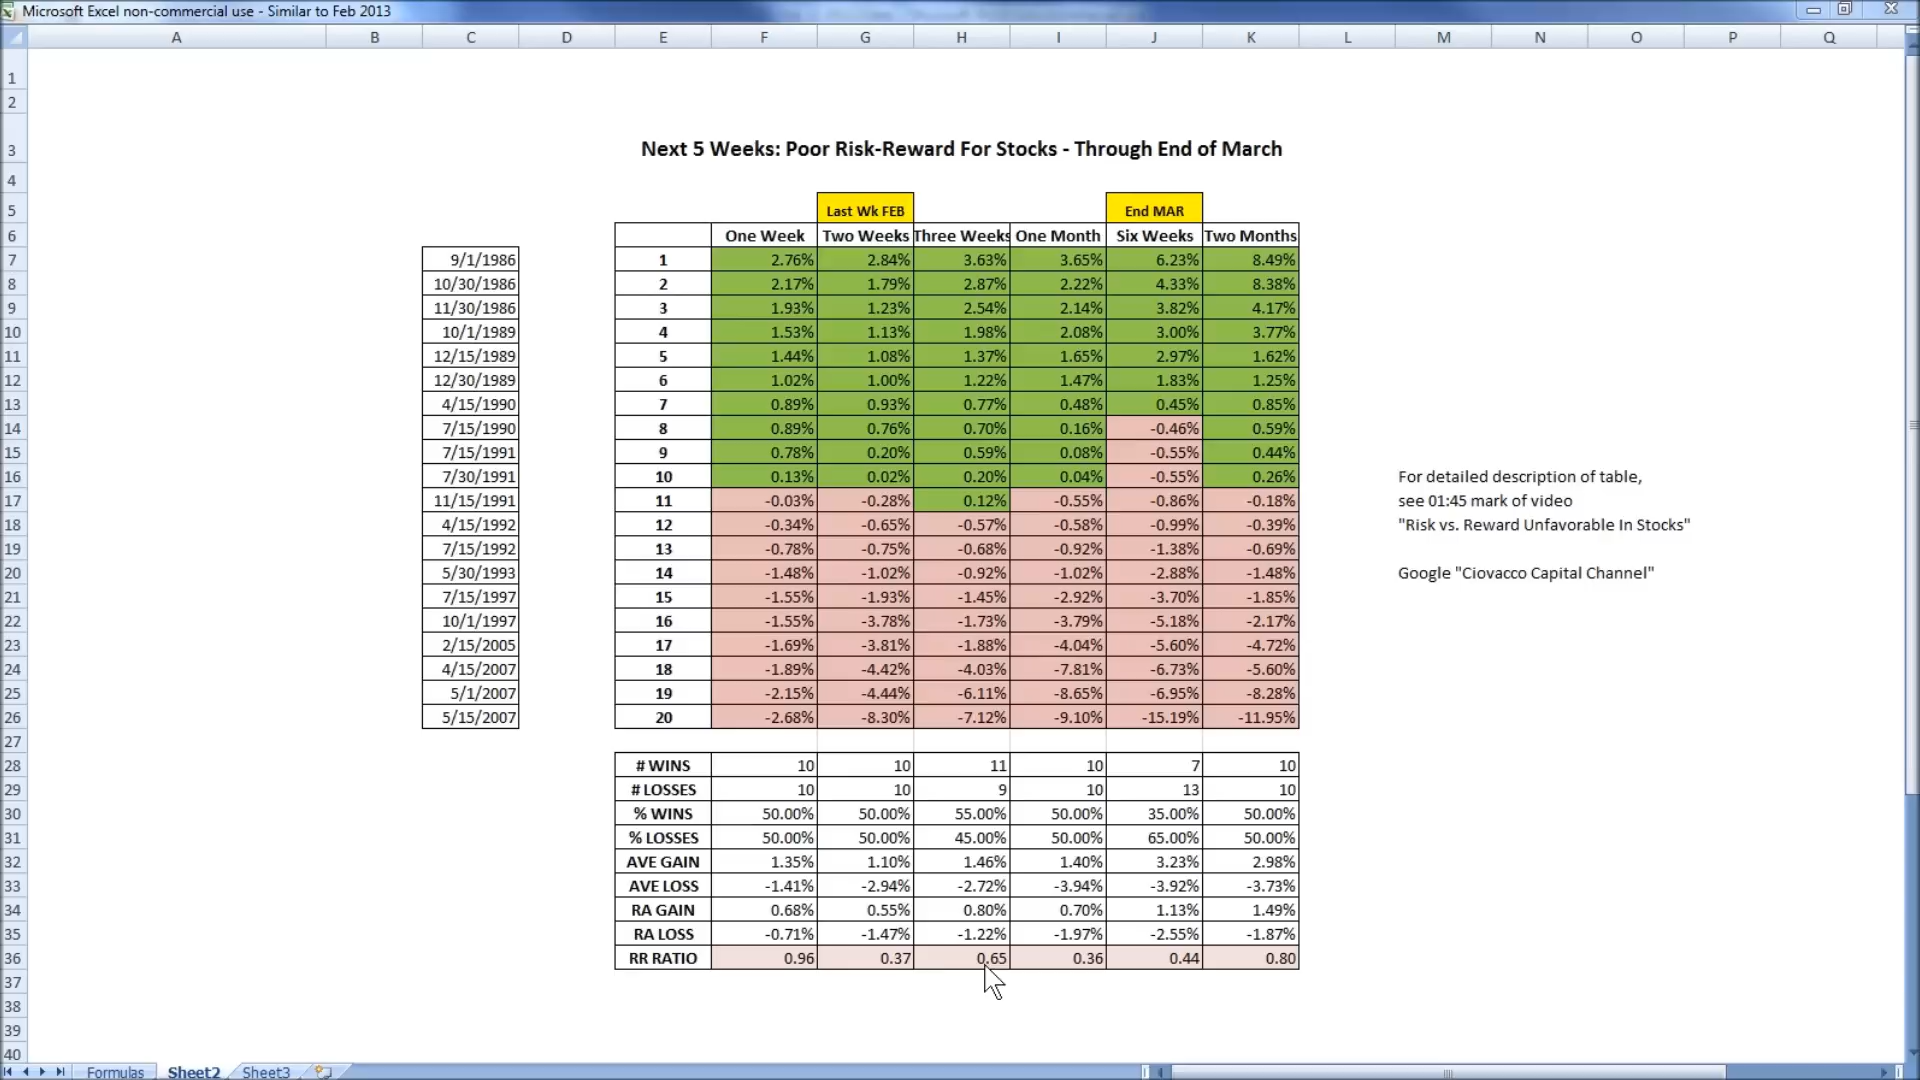 Microsoft Excel non-commercial use - Similar to Feb 2013
A B C D E F G H I J K L M N O P Q
1
2
3 Next 5 Weeks: Poor Risk-Reward For Stocks - Through End of March
4
5 Last Wk FEB End MAR
6 One Week Two Weeks Three Weeks One Month Six Weeks Two Months
7 9/1/1986 1 2.76% 2.84% 3.63% 3.65% 6.23% 8.49%
8 10/30/1986 2 2.17% 1.79% 2.87% 2.22% 4.33% 8.38%
9 11/30/1986 3 1.93% 1.23% 2.54% 2.14% 3.82% 4.17%
10 10/1/1989 4 1.53% 1.13% 1.98% 2.08% 3.00% 3.77%
11 12/15/1989 5 1.44% 1.08% 1.37% 1.65% 2.97% 1.62%
12 12/30/1989 6 1.02% 1.00% 1.22% 1.47% 1.83% 1.25%
13 4/15/1990 7 0.89% 0.93% 0.77% 0.48% 0.45% 0.85%
14 7/15/1990 8 0.89% 0.76% 0.70% 0.16% -0.46% 0.59%
15 7/15/1991 9 0.78% 0.20% 0.59% 0.08% -0.55% 0.44%
16 7/30/1991 10 0.13% 0.02% 0.20% 0.04% -0.55% 0.26% For detailed description of table,
17 11/15/1991 11 -0.03% -0.28% 0.12% -0.55% -0.86% -0.18% see 01:45 mark of video
18 4/15/1992 12 -0.34% -0.65% -0.57% -0.58% -0.99% -0.39% "Risk vs. Reward Unfavorable In Stocks"
19 7/15/1992 13 -0.78% -0.75% -0.68% -0.92% -1.38% -0.69%
20 5/30/1993 14 -1.48% -1.02% -0.92% -1.02% -2.88% -1.48% Google "Ciovacco Capital Channel"
21 7/15/1997 15 -1.55% -1.93% -1.45% -2.92% -3.70% -1.85%
22 10/1/1997 16 -1.55% -3.78% -1.73% -3.79% -5.18% -2.17%
23 2/15/2005 17 -1.69% -3.81% -1.88% -4.04% -5.60% -4.72%
24 4/15/2007 18 -1.89% -4.42% -4.03% -7.81% -6.73% -5.60%
25 5/1/2007 19 -2.15% -4.44% -6.11% -8.65% -6.95% -8.28%
26 5/15/2007 20 -2.68% -8.30% -7.12% -9.10% -15.19% -11.95%
27
28 # WINS 10 10 11 10 7 10
29 # LOSSES 10 10 9 10 13 10
30 % WINS 50.00% 50.00% 55.00% 50.00% 35.00% 50.00%
31 % LOSSES 50.00% 50.00% 45.00% 50.00% 65.00% 50.00%
32 AVE GAIN 1.35% 1.10% 1.46% 1.40% 3.23% 2.98%
33 AVE LOSS -1.41% -2.94% -2.72% -3.94% -3.92% -3.73%
34 RA GAIN 0.68% 0.55% 0.80% 0.70% 1.13% 1.49%
35 RA LOSS -0.71% -1.47% -1.22% -1.97% -2.55% -1.87%
36 RR RATIO 0.96 0.37 0.65 0.36 0.44 0.80
37
38
39
40
Formulas Sheet2 Sheet3